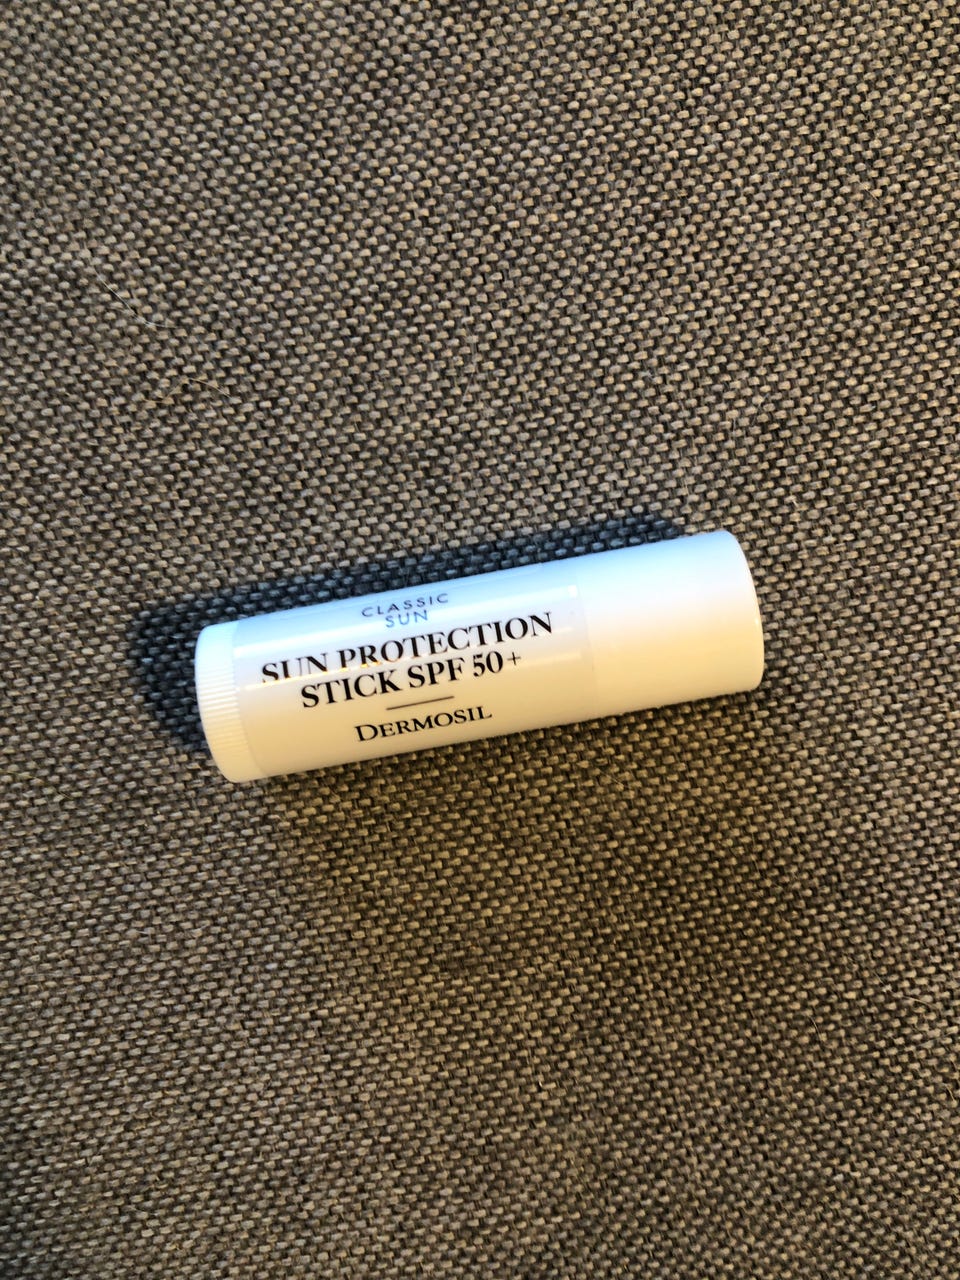 CLASSIC
SUN
SUN PROTECTION
STICK SPF 50+
DERMOSIL